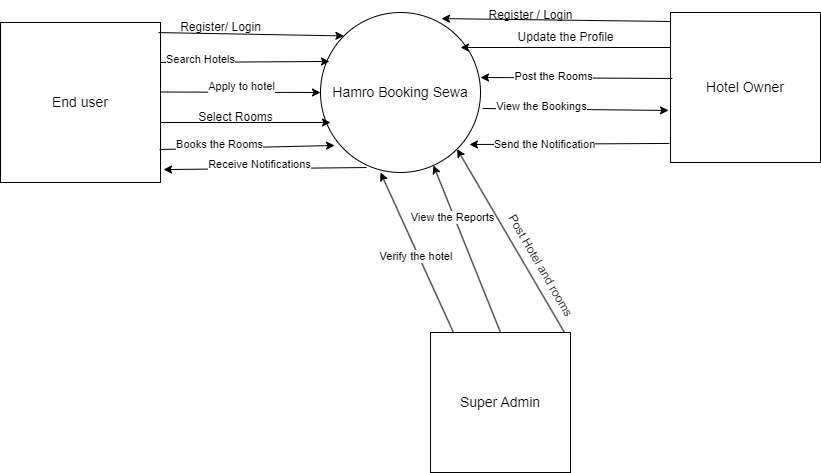 Register/ Login
Search Hotels
Apply to hotel
Select Rooms
Books the Rooms
Receive Notifications
End user
Hamro Booking Sewa
Register / Login
Update the Profile
Post the Rooms
View the Bookings
Send the Notification
Hotel Owner
View the Reports
Verify the hotel
Post Hotel and rooms
Super Admin